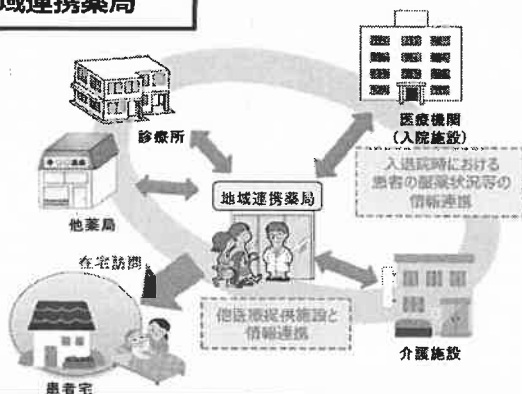 域連携薬局
診療所
医療機関
(入院施設)
入退院時における
患者の服薬状況等の
情報連携
他薬局
地域連携薬局
在宅訪問
他医療提供施設と
情報連携
介護施設
患者宅